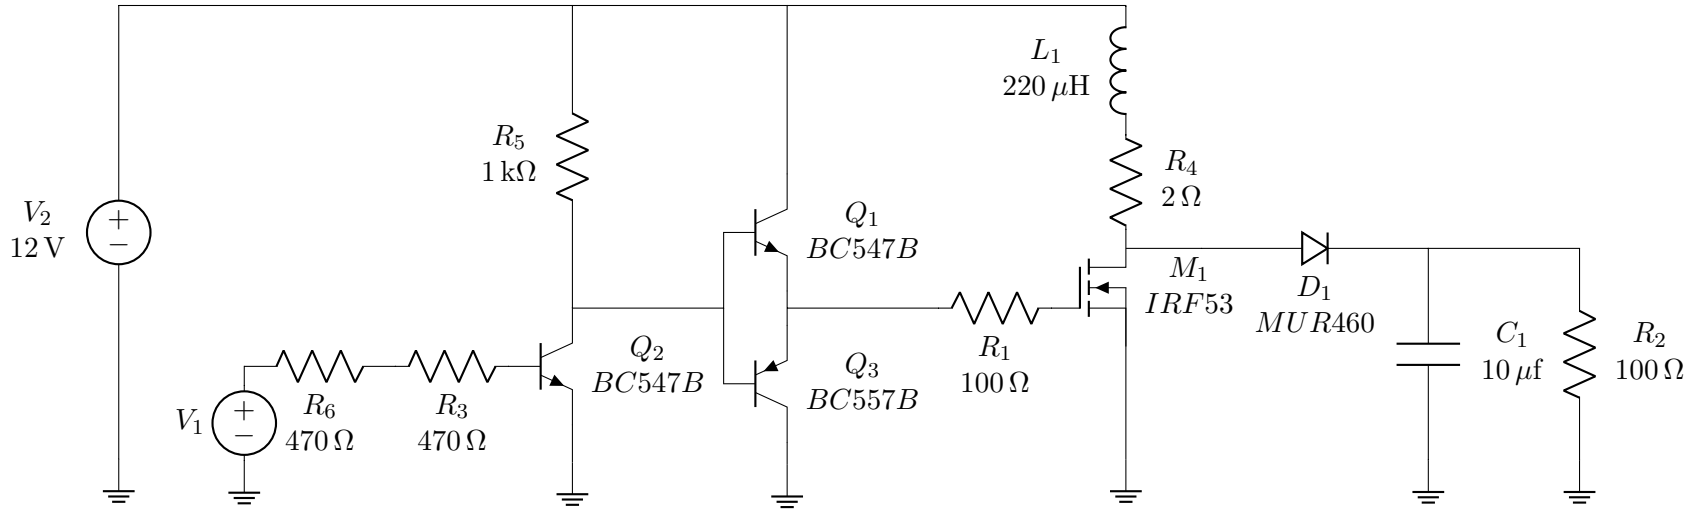 L₁
220 μH
R₅
1 kΩ
R₄
2 Ω
V₂
12 V
+
−
Q₁
BC547B
M₁
IRF53
D₁
MUR460
Q₂
BC547B
Q₃
BC557B
R₁
100 Ω
C₁
10 μf
R₂
100 Ω
V₁
+
−
R₆
470 Ω
R₃
470 Ω